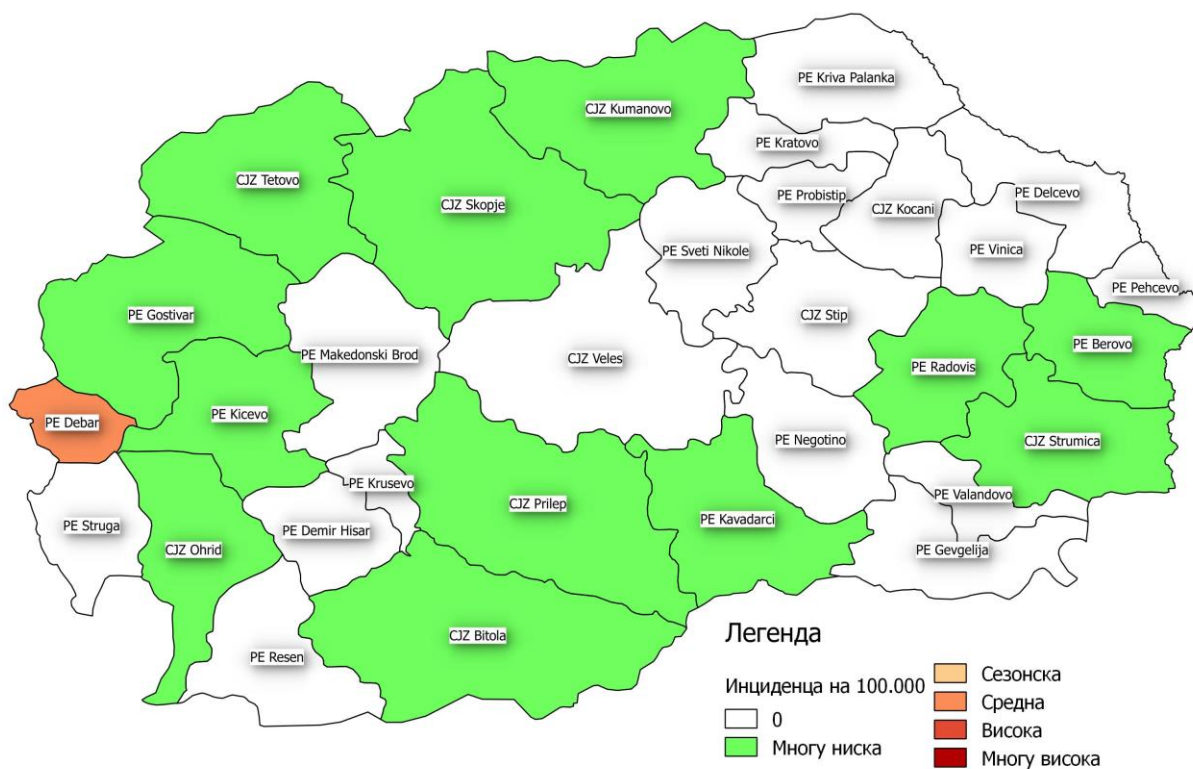 PE Kriva Palanka
CJZ Kumanovo
PE Kratovo
CJZ Tetovo
PE Probistip
PE Delcevo
CJZ Skopje
CJZ Kocani
PE Sveti Nikole
PE Vinica
PE Pehcevo
PE Gostivar
CJZ Stip
PE Berovo
PE Makedonski Brod
CJZ Veles
PE Radovis
PE Debar
PE Kicevo
PE Negotino
CJZ Strumica
PE Krusevo
PE Valandovo
CJZ Prilep
PE Kavadarci
PE Struga
PE Demir Hisar
CJZ Ohrid
PE Gevgelija
CJZ Bitola
PE Resen
Легенда
Инциденца на 100.000
0
Многу ниска
Сезонска
Средна
Висока
Многу висока